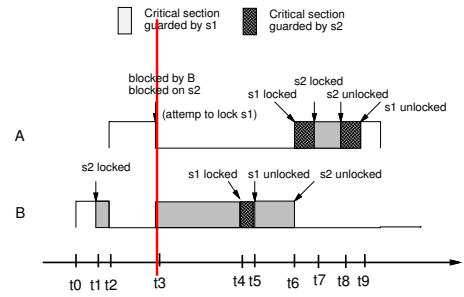 Critical section
guarded by s1
Critical section
guarded by s2
blocked by B
blocked on s2
(attemp to lock s1)
s1 locked
s2 locked
s2 unlocked
s1 unlocked
A
s2 locked
s1 locked
s1 unlocked
s2 unlocked
B
t0 t1 t2 t3 t4 t5 t6 t7 t8 t9